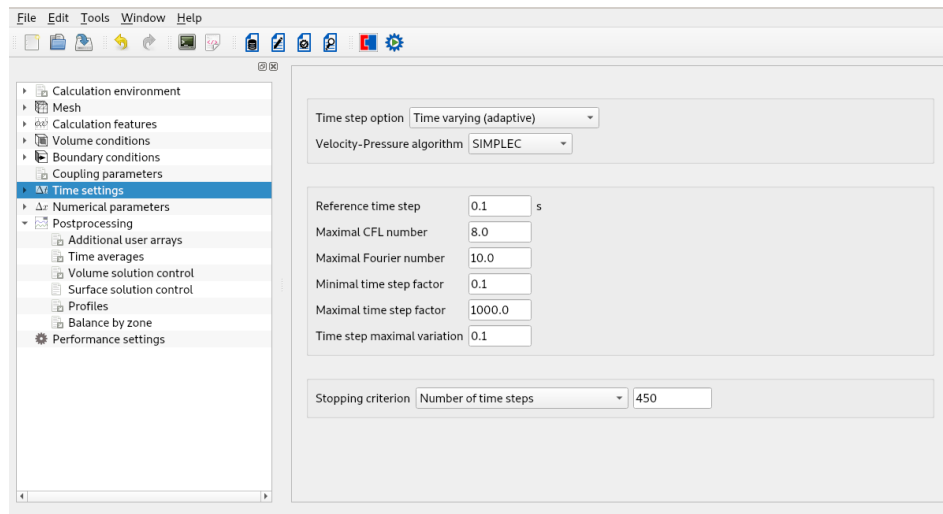 File Edit Tools Window Help
Calculation environment
Mesh
Calculation features
Volume conditions
Boundary conditions
Coupling parameters
Time settings
Δx Numerical parameters
Postprocessing
Additional user arrays
Time averages
Volume solution control
Surface solution control
Profiles
Balance by zone
Performance settings
Time step option Time varying (adaptive)
Velocity-Pressure algorithm SIMPLEC
Reference time step 0.1 s
Maximal CFL number 8.0
Maximal Fourier number 10.0
Minimal time step factor 0.1
Maximal time step factor 1000.0
Time step maximal variation 0.1
Stopping criterion Number of time steps 450